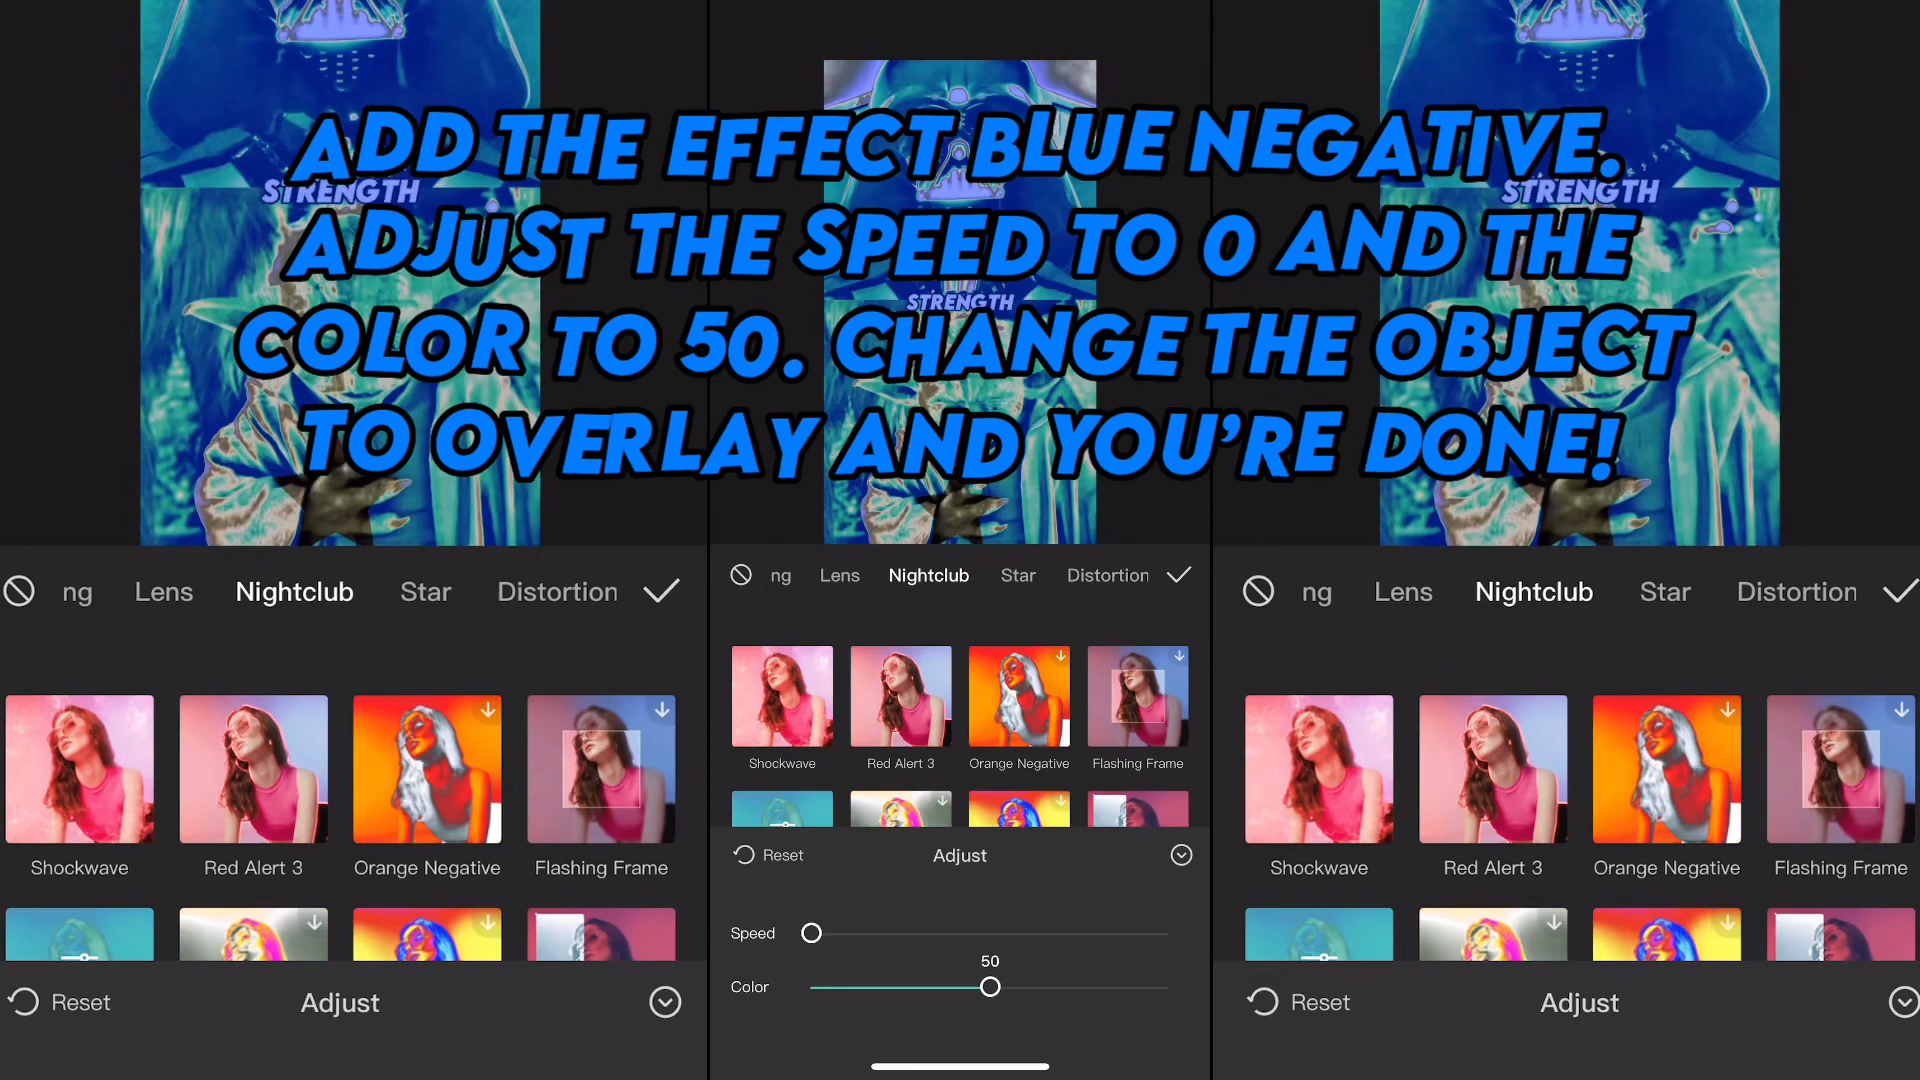 ADD THE EFFECT BLUE NEGATIVE.
ADJUST THE SPEED TO 0 AND THE
COLOR TO 50. CHANGE THE OBJECT
TO OVERLAY AND YOU'RE DONE!
STRENGTH
STRENGTH
STRENGTH
ng Lens Nightclub Star Distortion
Shockwave Red Alert 3 Orange Negative Flashing Frame
Reset Adjust
ng Lens Nightclub Star Distortion
Shockwave Red Alert 3 Orange Negative Flashing Frame
Reset Adjust
Speed
50
Color
ng Lens Nightclub Star Distortion
Shockwave Red Alert 3 Orange Negative Flashing Frame
Reset Adjust